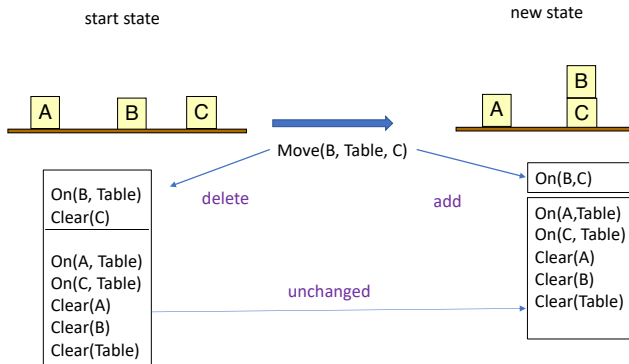 start state
new state
A
B
C
A
B
C
Move(B, Table, C)
delete
add
On(B, Table)
Clear(C)
On(A, Table)
On(C, Table)
Clear(A)
Clear(B)
Clear(Table)
unchanged
On(B,C)
On(A,Table)
On(C, Table)
Clear(A)
Clear(B)
Clear(Table)